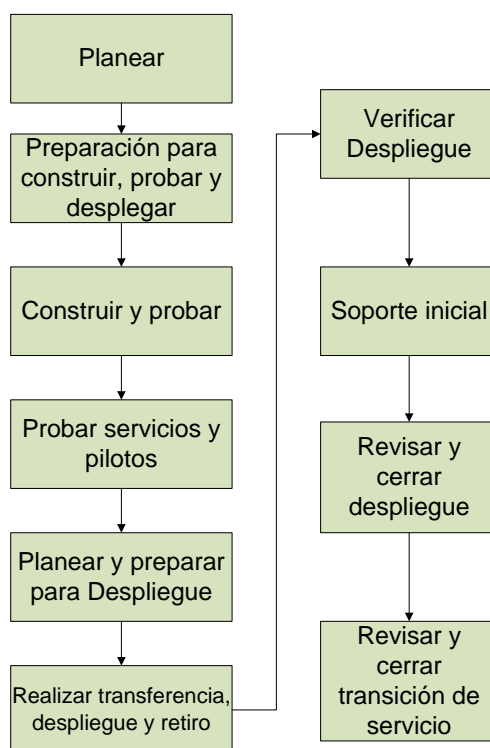 Planear
Preparación para
construir, probar y
desplegar
Construir y probar
Probar servicios y
pilotos
Planear y preparar
para Despliegue
Realizar transferencia,
despliegue y retiro
Verificar
Despliegue
Soporte inicial
Revisar y
cerrar
despliegue
Revisar y
cerrar
transición de
servicio